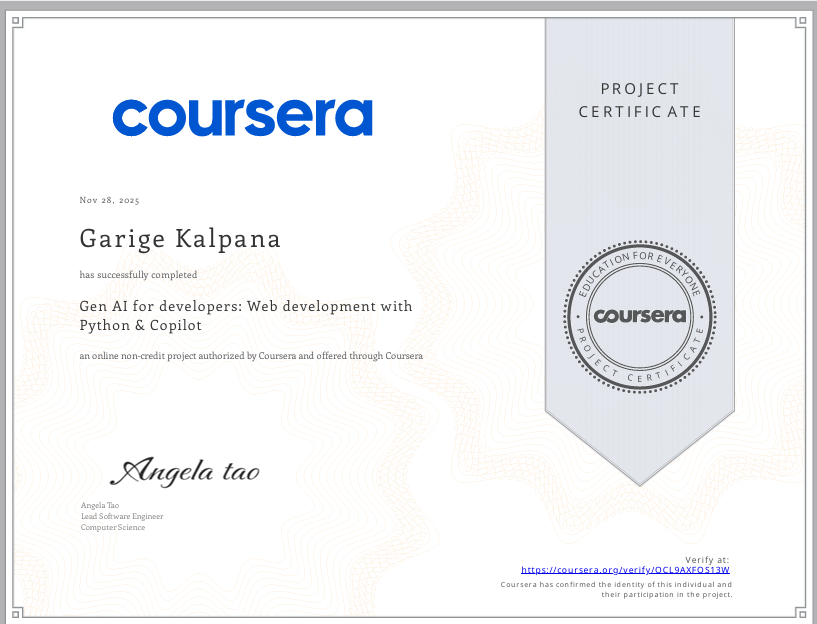 coursera
PROJECT
CERTIFICATE
Nov 28, 2025
Garige Kalpana
has successfully completed
Gen AI for developers: Web development with
Python & Copilot
an online non-credit project authorized by Coursera and offered through Coursera
EDUCATION FOR EVERYONE
coursera
PROJECT CERTIFICATE
Angela tao
Angela Tao
Lead Software Engineer
Computer Science
Verify at:
https://coursera.org/verify/OCL9AXFOS13W
Coursera has confirmed the identity of this individual and
their participation in the project.